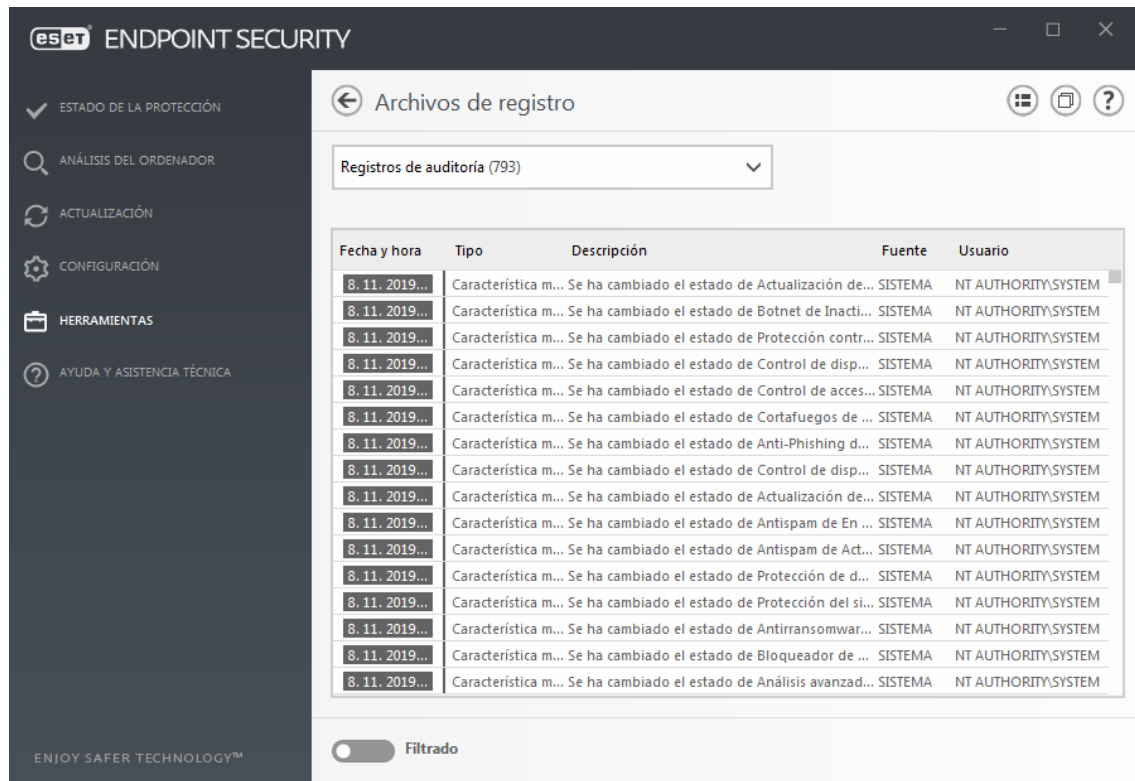 eset ENDPOINT SECURITY
ESTADO DE LA PROTECCIÓN
ANÁLISIS DEL ORDENADOR
ACTUALIZACIÓN
CONFIGURACIÓN
HERRAMIENTAS
AYUDA Y ASISTENCIA TÉCNICA
ENJOY SAFER TECHNOLOGY™
Archivos de registro
?
Registros de auditoría (793)
Fecha y hora Tipo Descripción Fuente Usuario
8. 11. 2019... Característica m... Se ha cambiado el estado de Actualización de... SISTEMA NT AUTHORITY\SYSTEM
8. 11. 2019... Característica m... Se ha cambiado el estado de Botnet de Inacti... SISTEMA NT AUTHORITY\SYSTEM
8. 11. 2019... Característica m... Se ha cambiado el estado de Protección contr... SISTEMA NT AUTHORITY\SYSTEM
8. 11. 2019... Característica m... Se ha cambiado el estado de Control de disp... SISTEMA NT AUTHORITY\SYSTEM
8. 11. 2019... Característica m... Se ha cambiado el estado de Control de acces... SISTEMA NT AUTHORITY\SYSTEM
8. 11. 2019... Característica m... Se ha cambiado el estado de Cortafuegos de ... SISTEMA NT AUTHORITY\SYSTEM
8. 11. 2019... Característica m... Se ha cambiado el estado de Anti-Phishing d... SISTEMA NT AUTHORITY\SYSTEM
8. 11. 2019... Característica m... Se ha cambiado el estado de Control de disp... SISTEMA NT AUTHORITY\SYSTEM
8. 11. 2019... Característica m... Se ha cambiado el estado de Actualización de... SISTEMA NT AUTHORITY\SYSTEM
8. 11. 2019... Característica m... Se ha cambiado el estado de Antispam de En ... SISTEMA NT AUTHORITY\SYSTEM
8. 11. 2019... Característica m... Se ha cambiado el estado de Antispam de Act... SISTEMA NT AUTHORITY\SYSTEM
8. 11. 2019... Característica m... Se ha cambiado el estado de Protección de d... SISTEMA NT AUTHORITY\SYSTEM
8. 11. 2019... Característica m... Se ha cambiado el estado de Protección del si... SISTEMA NT AUTHORITY\SYSTEM
8. 11. 2019... Característica m... Se ha cambiado el estado de Antirransomwar... SISTEMA NT AUTHORITY\SYSTEM
8. 11. 2019... Característica m... Se ha cambiado el estado de Bloqueador de ... SISTEMA NT AUTHORITY\SYSTEM
8. 11. 2019... Característica m... Se ha cambiado el estado de Análisis avanzad... SISTEMA NT AUTHORITY\SYSTEM
Filtrado